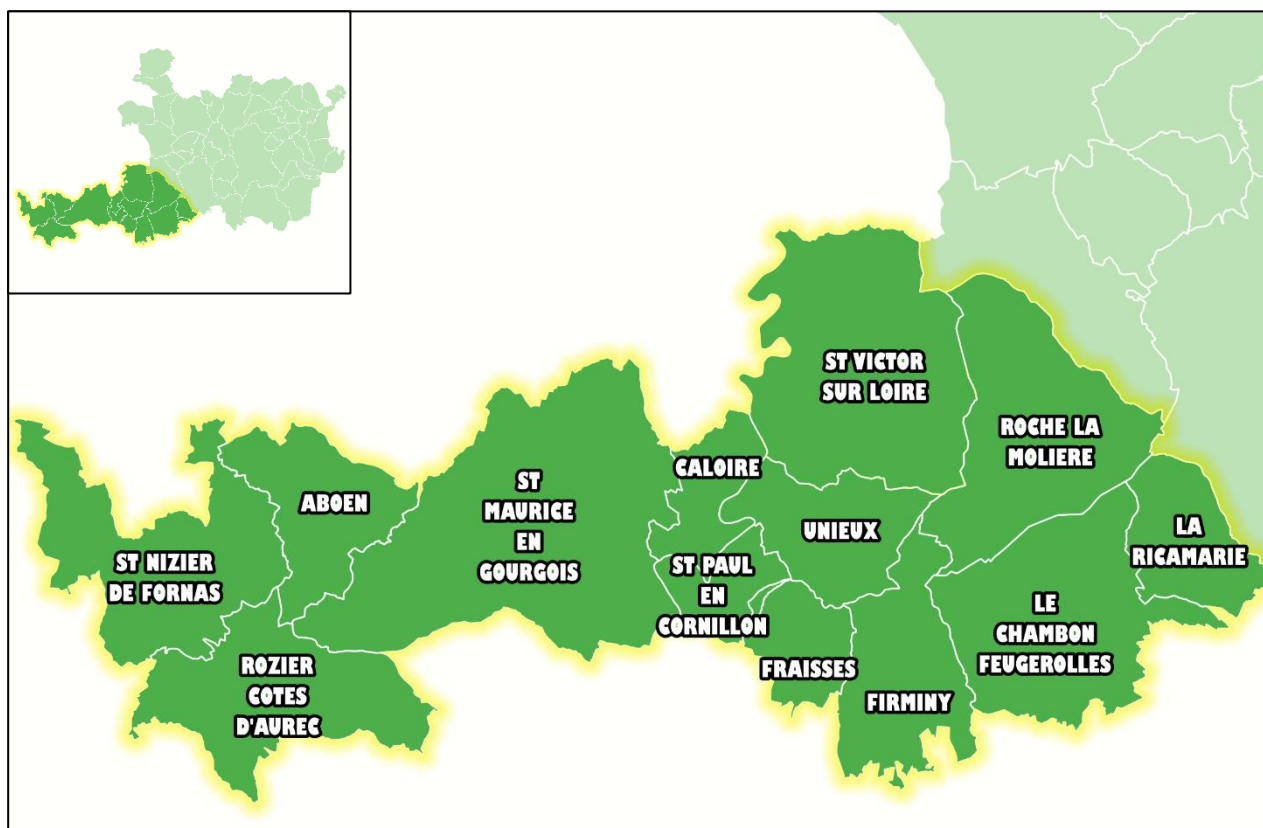 ST VICTOR
SUR LOIRE
ROCHE LA
MOLIERE
CALOIRE
ST
MAURICE
EN
GOURGOIS
ABOEN
UNIEUX
LA
RICAMARIE
ST NIZIER
DE FORNAS
ST PAUL
EN
CORNILLON
LE
CHAMBON
FEUGEROLLES
ROZIER
COTES
D'AUREC
FRAISSES
FIRMINY